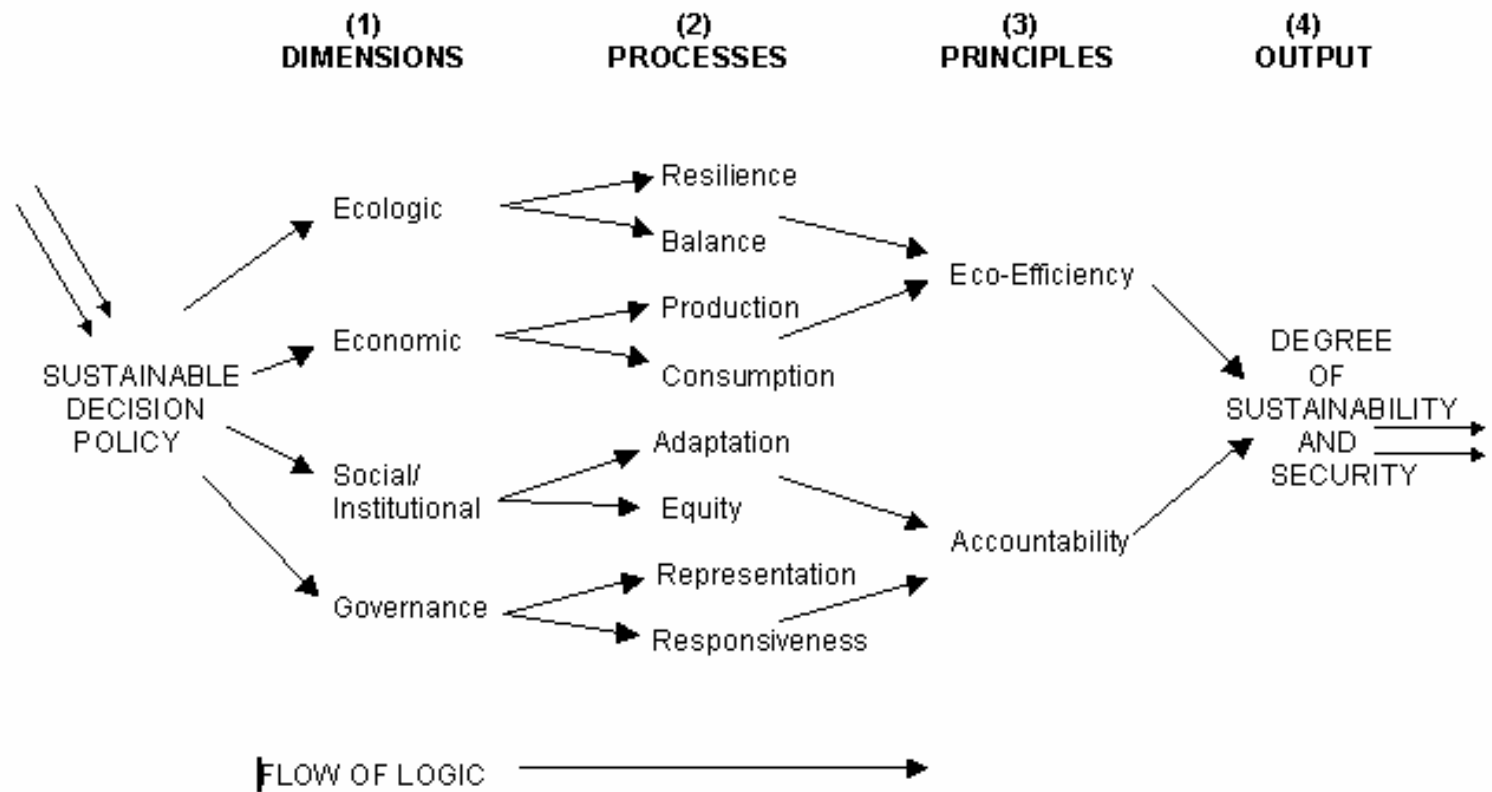 (1)
DIMENSIONS
(2)
PROCESSES
(3)
PRINCIPLES
(4)
OUTPUT
SUSTAINABLE
DECISION
POLICY
Ecologic
Economic
Social/
Institutional
Governance
Resilience
Balance
Production
Consumption
Adaptation
Equity
Representation
Responsiveness
Eco-Efficiency
Accountability
DEGREE
OF
SUSTAINABILITY
AND
SECURITY
FLOW OF LOGIC